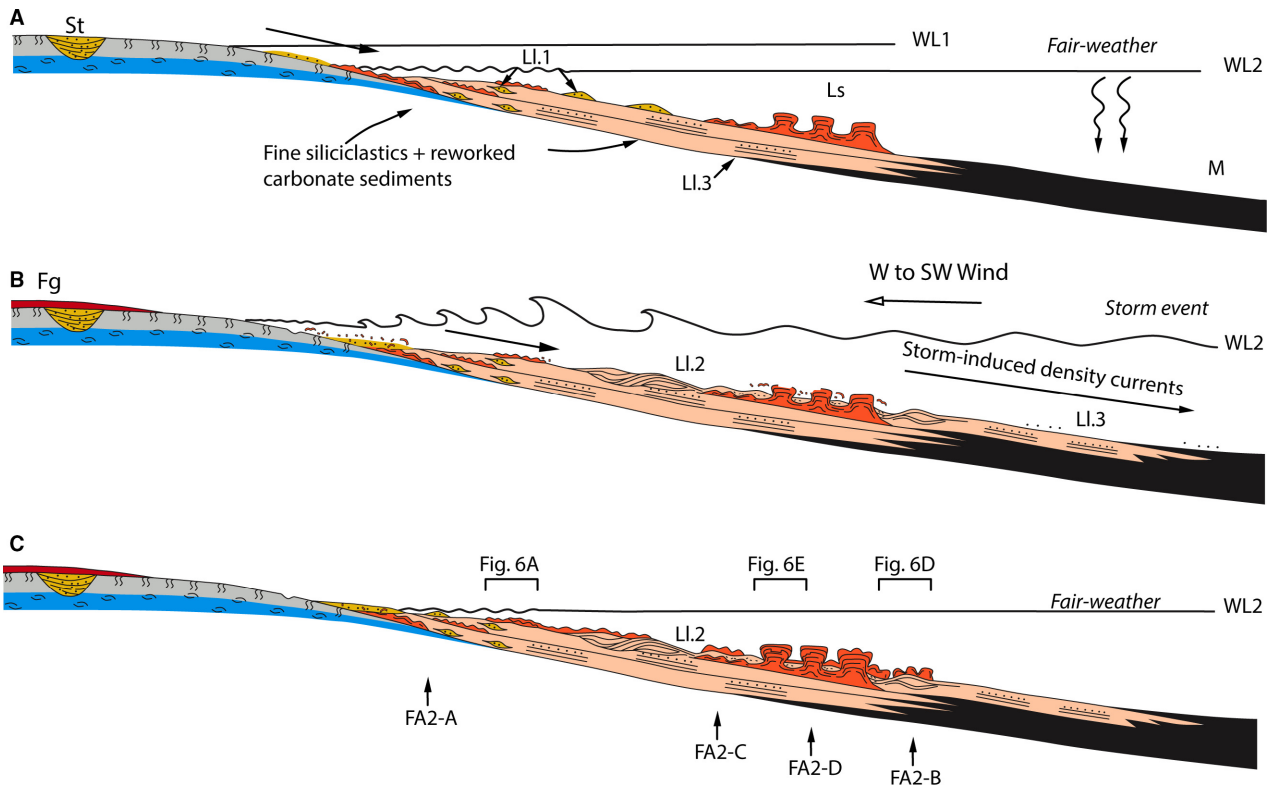 A
St
WL1
Fair-weather
WL2
Ll.1
Ls
Fine siliciclastics + reworked
carbonate sediments
Ll.3
M
B
Fg
W to SW Wind
Storm event
WL2
Ll.2
Storm-induced density currents
Ll.3
C
Fig. 6A
Fig. 6E
Fig. 6D
Fair-weather
WL2
Ll.2
FA2-A
FA2-C
FA2-D
FA2-B